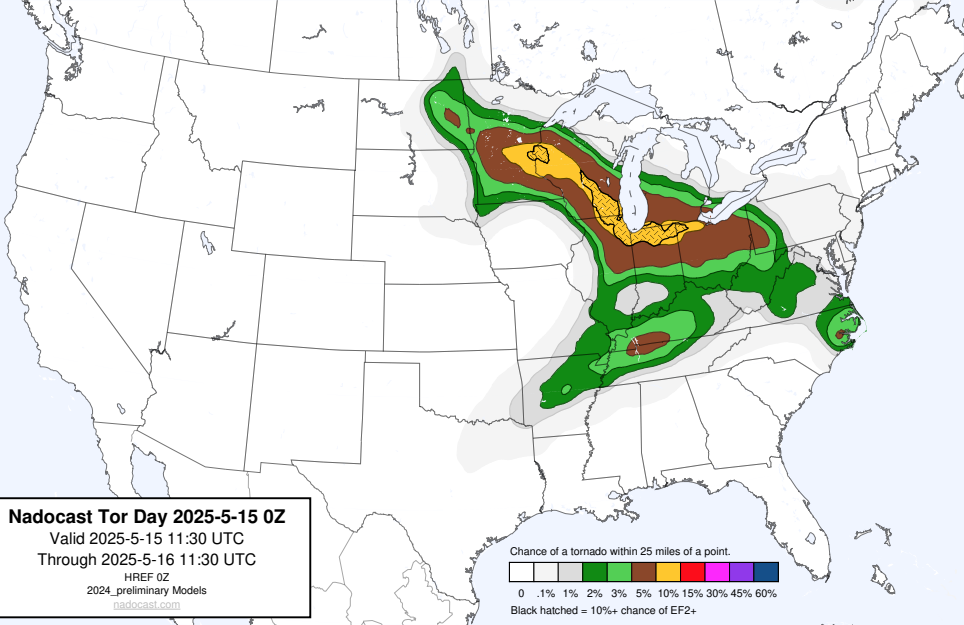 Nadocast Tor Day 2025-5-15 0Z
Valid 2025-5-15 11:30 UTC
Through 2025-5-16 11:30 UTC
HREF 0Z
2024_preliminary Models
nadocast.com
Chance of a tornado within 25 miles of a point.
0 .1% 1% 2% 3% 5% 10% 15% 30% 45% 60%
Black hatched = 10%+ chance of EF2+